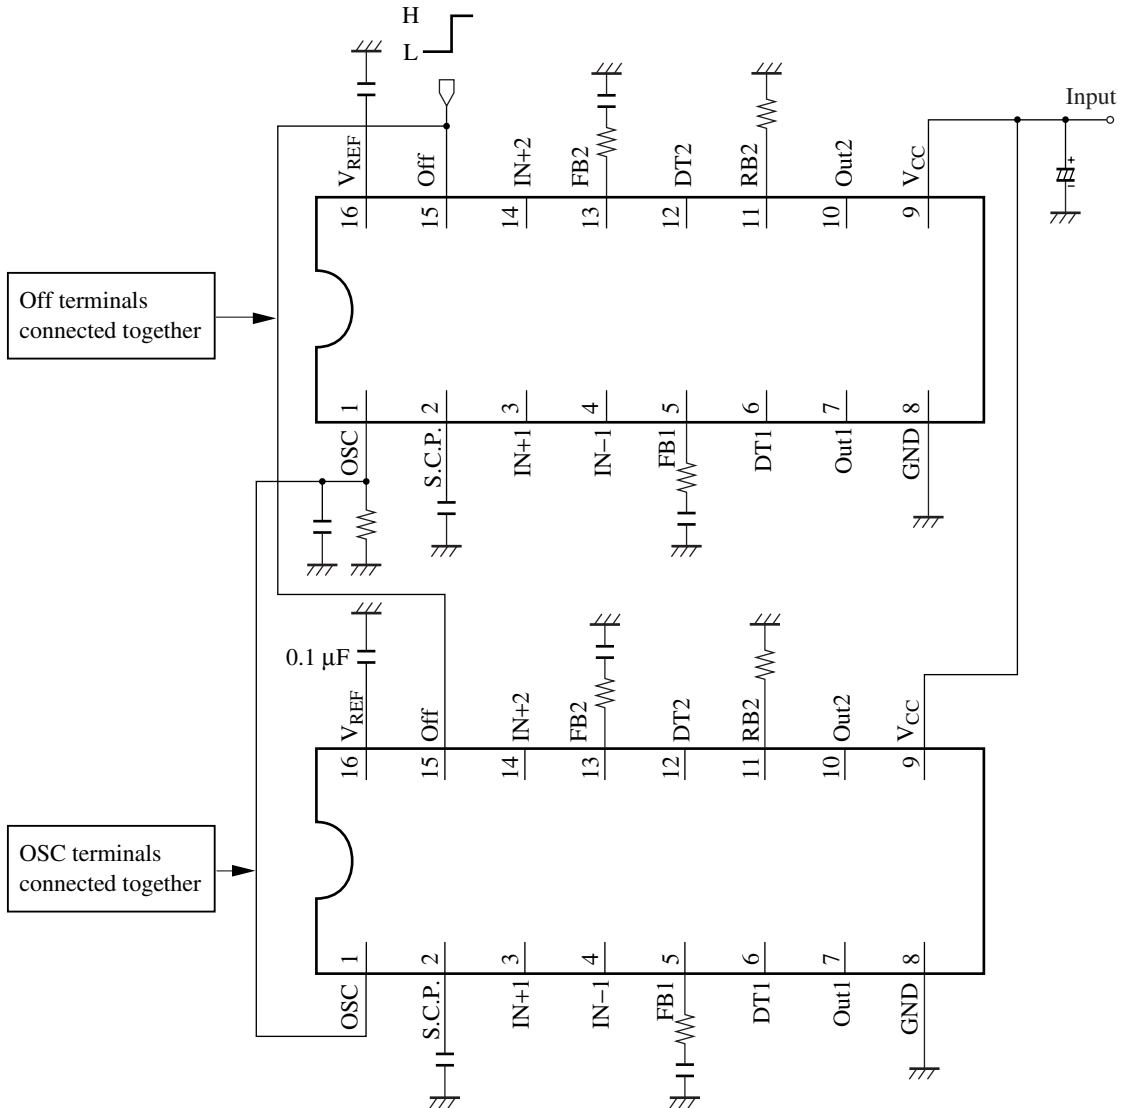 H
L
Input
VREF
Off
IN+2
FB2
DT2
RB2
Out2
VCC
16
15
14
13
12
11
10
9
Off terminals
connected together
1
2
3
4
5
6
7
8
OSC
S.C.P.
IN+1
IN−1
FB1
DT1
Out1
GND
0.1 µF
VREF
Off
IN+2
FB2
DT2
RB2
Out2
VCC
16
15
14
13
12
11
10
9
OSC terminals
connected together
1
2
3
4
5
6
7
8
OSC
S.C.P.
IN+1
IN−1
FB1
DT1
Out1
GND